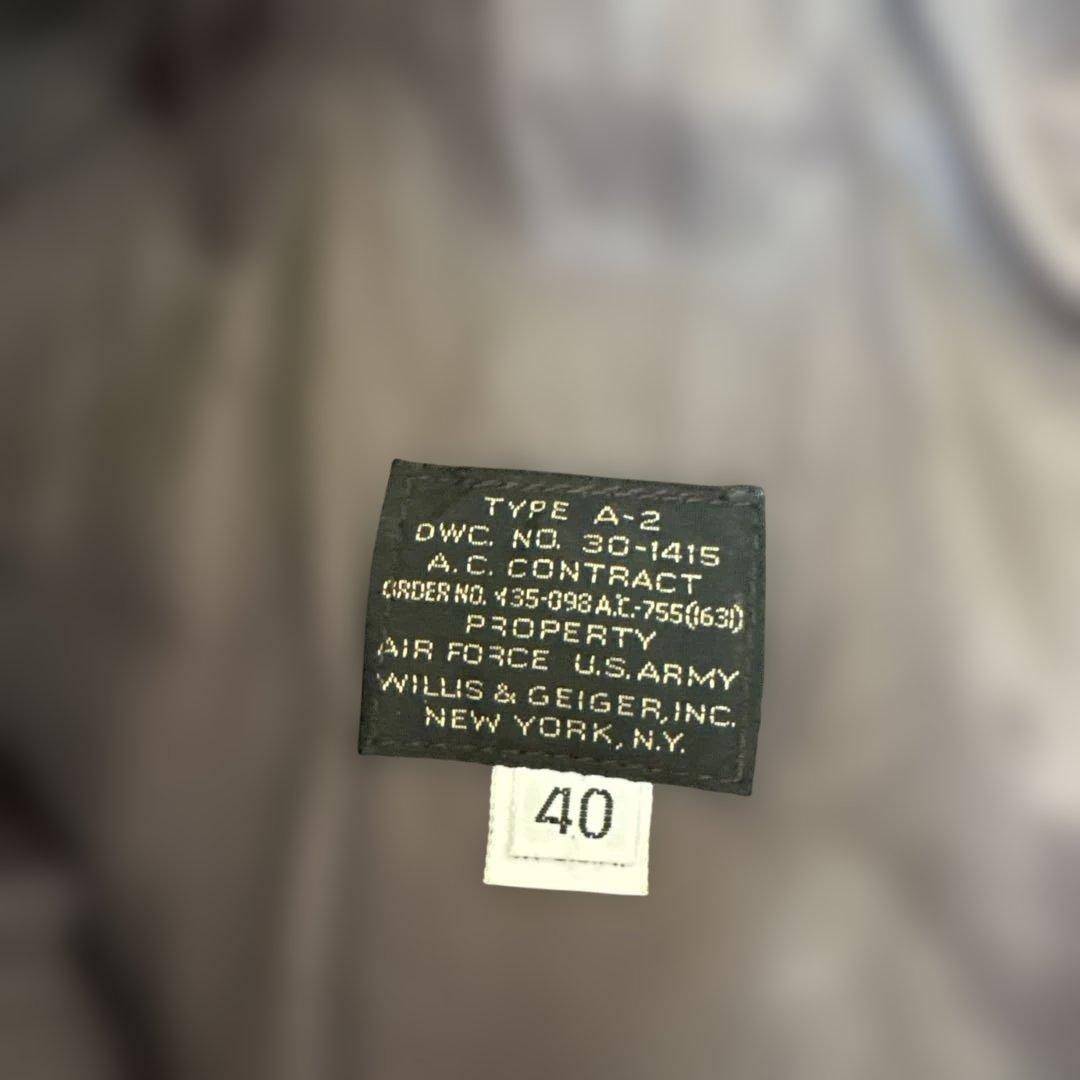 TYPE A-2
DWG. NO. 30-1415
A.C. CONTRACT
ORDER NO. 435-098 A.C.-755(1631)
PROPERTY
AIR FORCE U.S. ARMY
WILLIS & GEIGER, INC.
NEW YORK, N.Y.
40